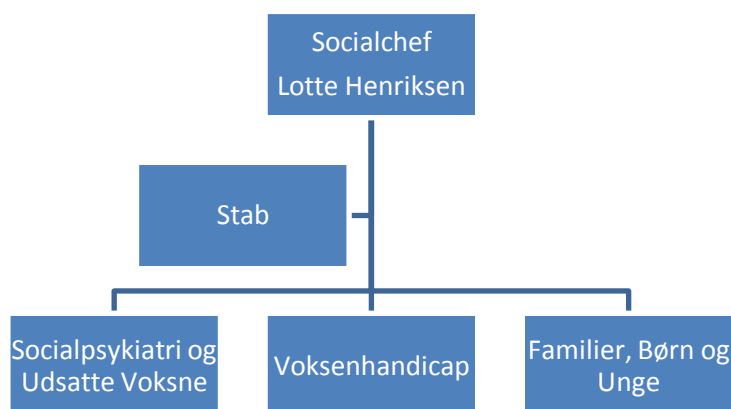 Socialchef
Lotte Henriksen
Stab
Socialpsykiatri og
Udsatte Voksne
Voksenhandicap
Familier, Børn og
Unge